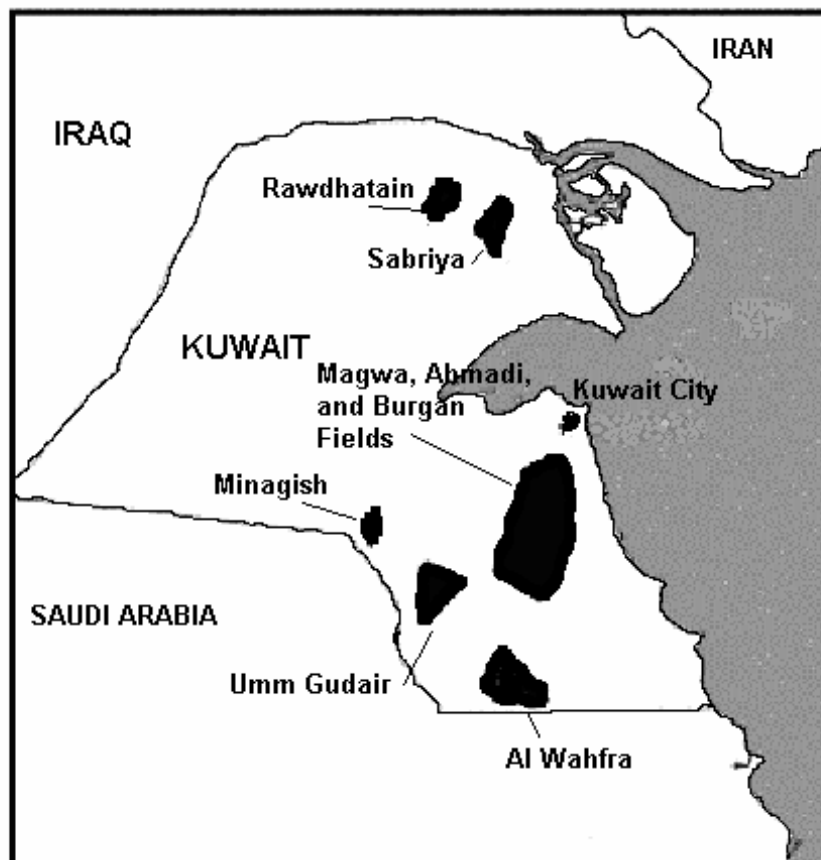 IRAN
IRAQ
Rawdhatain
Sabriya
KUWAIT
Magwa, Ahmadi,
and Burgan
Fields
Kuwait City
Minagish
SAUDI ARABIA
Umm Gudair
Al Wahfra